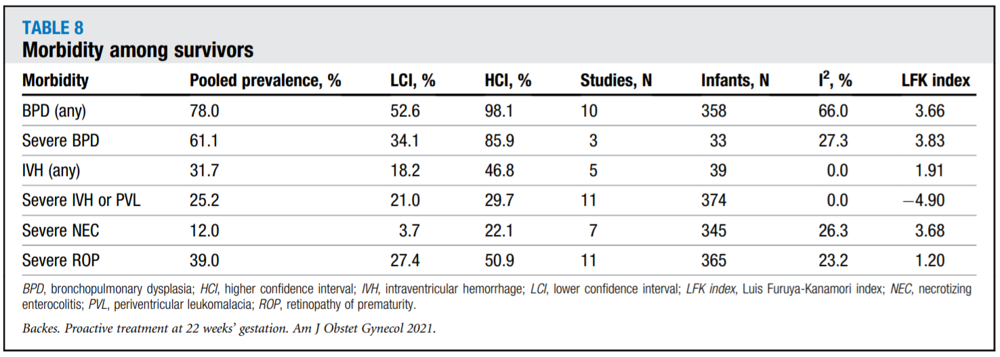 TABLE 8
Morbidity among survivors
Morbidity Pooled prevalence, % LCI, % HCI, % Studies, N Infants, N I², % LFK index
BPD (any) 78.0 52.6 98.1 10 358 66.0 3.66
Severe BPD 61.1 34.1 85.9 3 33 27.3 3.83
IVH (any) 31.7 18.2 46.8 5 39 0.0 1.91
Severe IVH or PVL 25.2 21.0 29.7 11 374 0.0 −4.90
Severe NEC 12.0 3.7 22.1 7 345 26.3 3.68
Severe ROP 39.0 27.4 50.9 11 365 23.2 1.20
BPD, bronchopulmonary dysplasia; HCI, higher confidence interval; IVH, intraventricular hemorrhage; LCI, lower confidence interval; LFK index, Luis Furuya-Kanamori index; NEC, necrotizing
enterocolitis; PVL, periventricular leukomalacia; ROP, retinopathy of prematurity.
Backes. Proactive treatment at 22 weeks’ gestation. Am J Obstet Gynecol 2021.